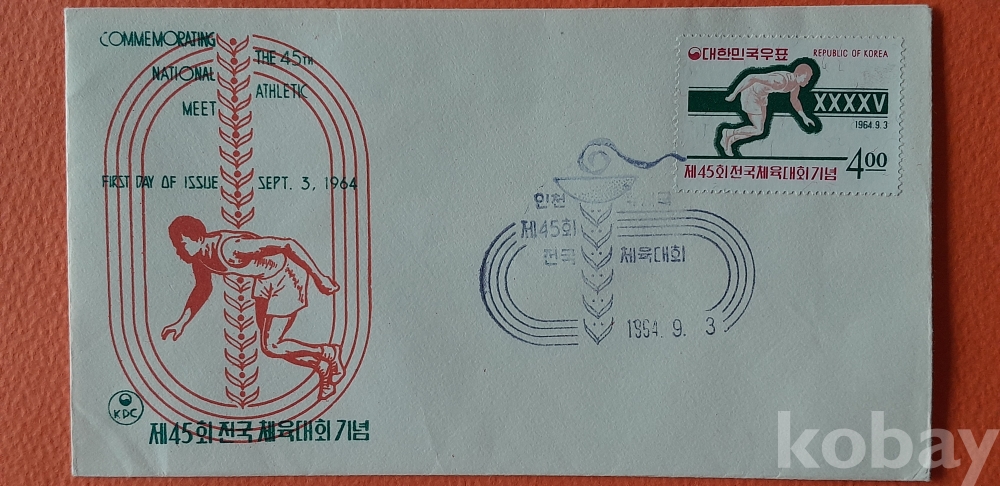 COMMEMORATING
THE 45TH
NATIONAL
ATHLETIC
MEET
FIRST DAY OF ISSUE SEPT. 3, 1964
KDC
제45회 전국체육대회기념
대한민국우표 REPUBLIC OF KOREA
XXXXV
1964.9.3
4.00
제45회전국체육대회기념
인천
제45회
전국 체육대회
1964. 9. 3
kobay